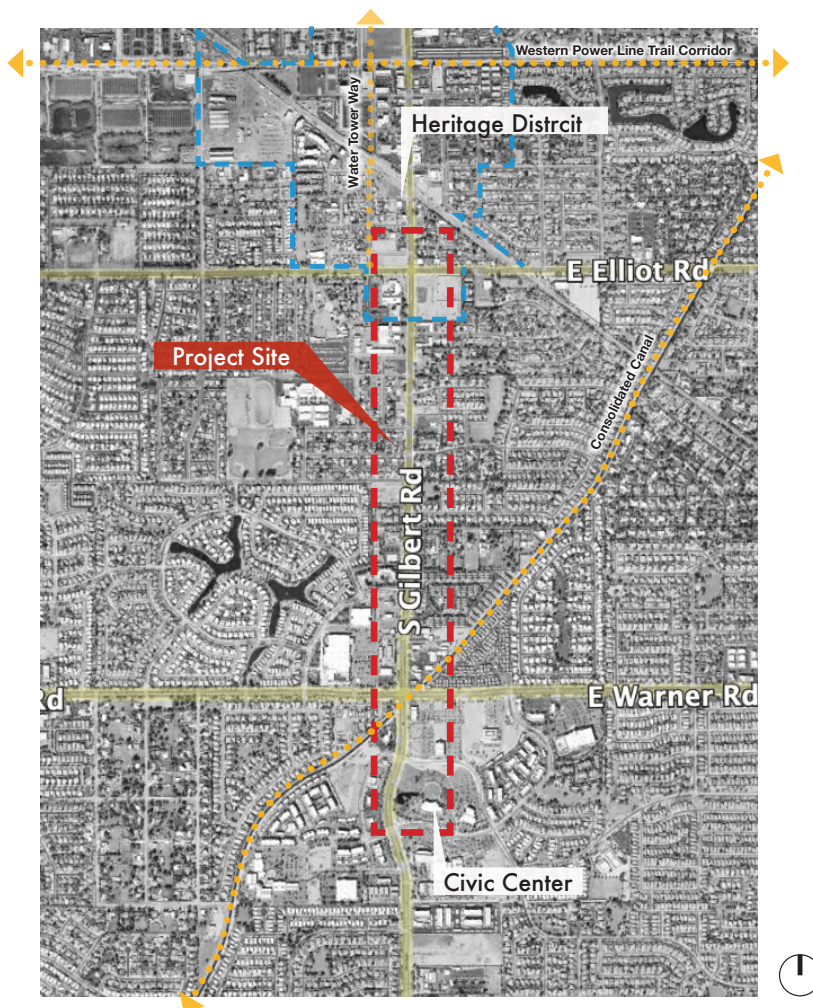 Western Power Line Trail Corridor
Water Tower Way
Heritage Distrcit
E Elliot Rd
Project Site
Consolidated Canal
S Gilbert Rd
Rd
E Warner Rd
Civic Center